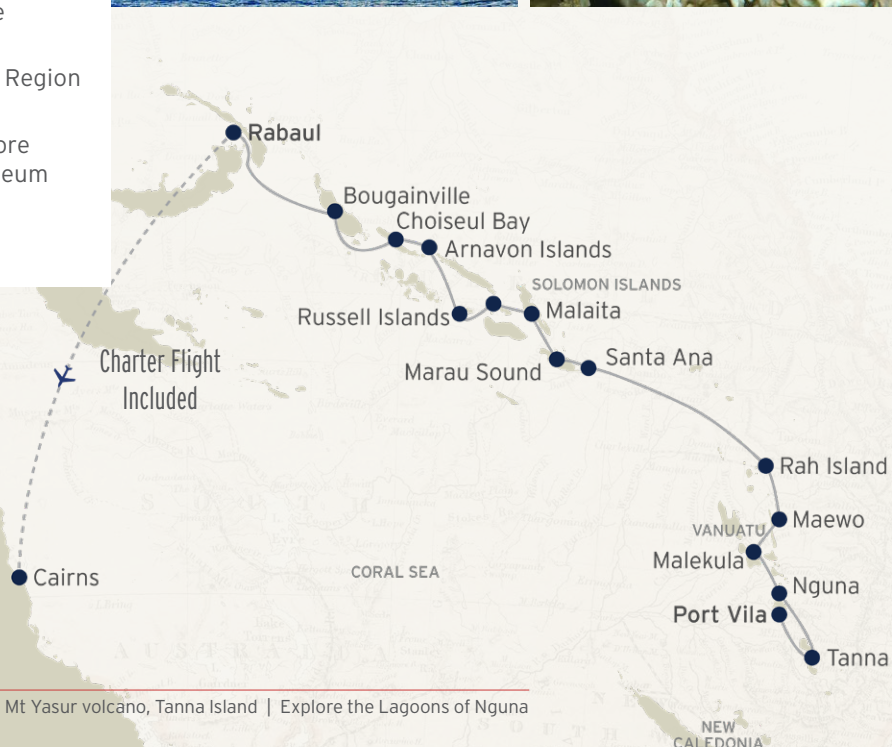 Region
Rabaul
Bougainville
Choiseul Bay
Arnavon Islands
SOLOMON ISLANDS
Russell Islands
Malaita
Charter Flight
Included
Santa Ana
Marau Sound
Rah Island
Maewo
VANUATU
Malekula
Cairns
CORAL SEA
Nguna
Port Vila
Tanna
AUSTRALIA
SOUTH
Mt Yasur volcano, Tanna Island | Explore the Lagoons of Nguna
NEW
CALEDONIA